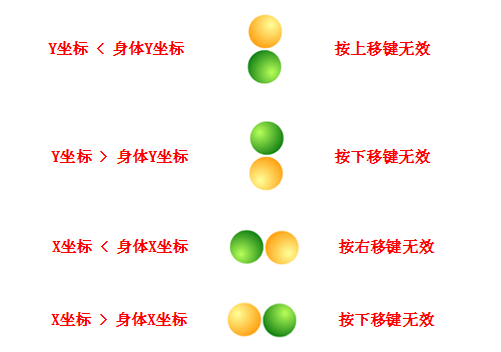 Y坐标 < 身体Y坐标 按上移键无效
Y坐标 > 身体Y坐标 按下移键无效
X坐标 < 身体X坐标 按右移键无效
X坐标 > 身体X坐标 按下移键无效